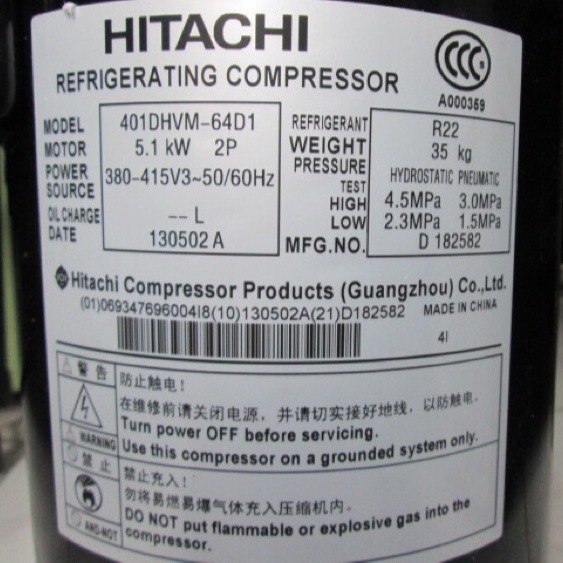 HITACHI
REFRIGERATING COMPRESSOR
CCC S
A000369
MODEL 401DHVM-64D1
MOTOR 5.1 kW 2P
POWER SOURCE 380-415V3~50/60Hz
OIL CHARGE -- L
DATE 130502 A
REFRIGERANT R22
WEIGHT 35 kg
PRESSURE TEST HYDROSTATIC PNEUMATIC
HIGH 4.5MPa 3.0MPa
LOW 2.3MPa 1.5MPa
MFG.NO. D 182582
Hitachi Compressor Products (Guangzhou) Co.,Ltd.
(01)06934769600418(10)130502A(21)D182582 MADE IN CHINA
4I
警告 防止触电!
在维修前请关闭电源，并请切实接好地线，以防触电。
Turn power OFF before servicing.
WARNING Use this compressor on a grounded system only.
禁止 禁止充入!
勿将易燃易爆气体充入压缩机内。
DO NOT put flammable or explosive gas into the
compressor.